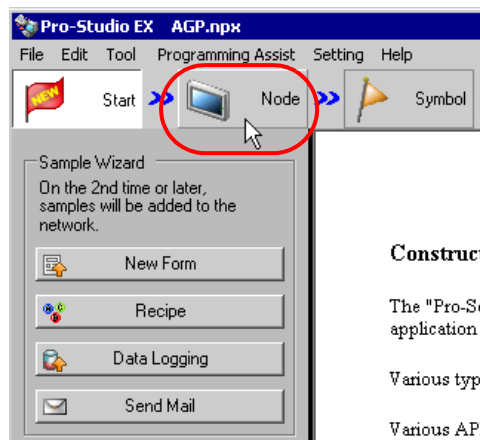 Pro-Studio EX AGP.npx
File Edit Tool Programming Assist Setting Help
NEW Start Node Symbol
Sample Wizard
On the 2nd time or later,
samples will be added to the
network.
New Form
Recipe
Data Logging
Send Mail
Construct
The "Pro-S
application
Various typ
Various AP